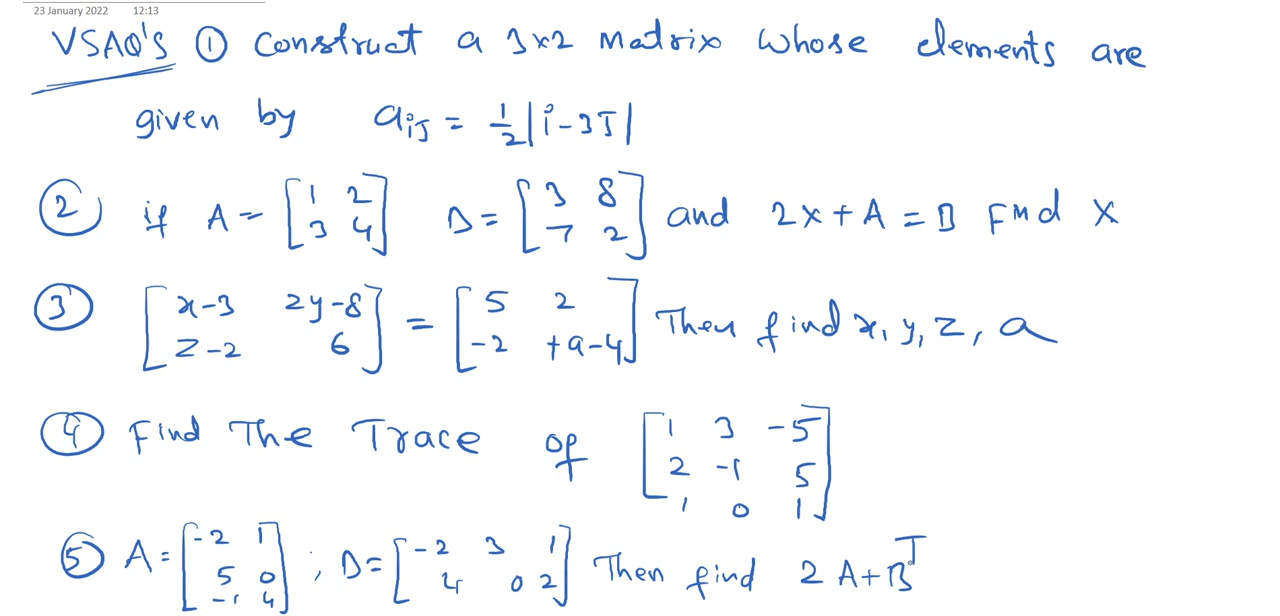 23 January 2022 12:13
VSAQ's ① Construct a 3x2 Matrix whose elements are
given by aᵢⱼ = 1/2 |i-3J|
② if A = [1 2; 3 4] B = [3 8; 7 2] and 2x + A = B Find X
③ [x-3 2y-8; z-2 6] = [5 2; -2 +a-4] Then find x, y, z, a
④ Find The Trace of [1 3 -5; 2 -1 5; 1 0 1]
⑤ A = [-2 1; 5 0; -1 4] ; B = [-2 3 1; 4 0 2] Then find 2A+Bᵀ